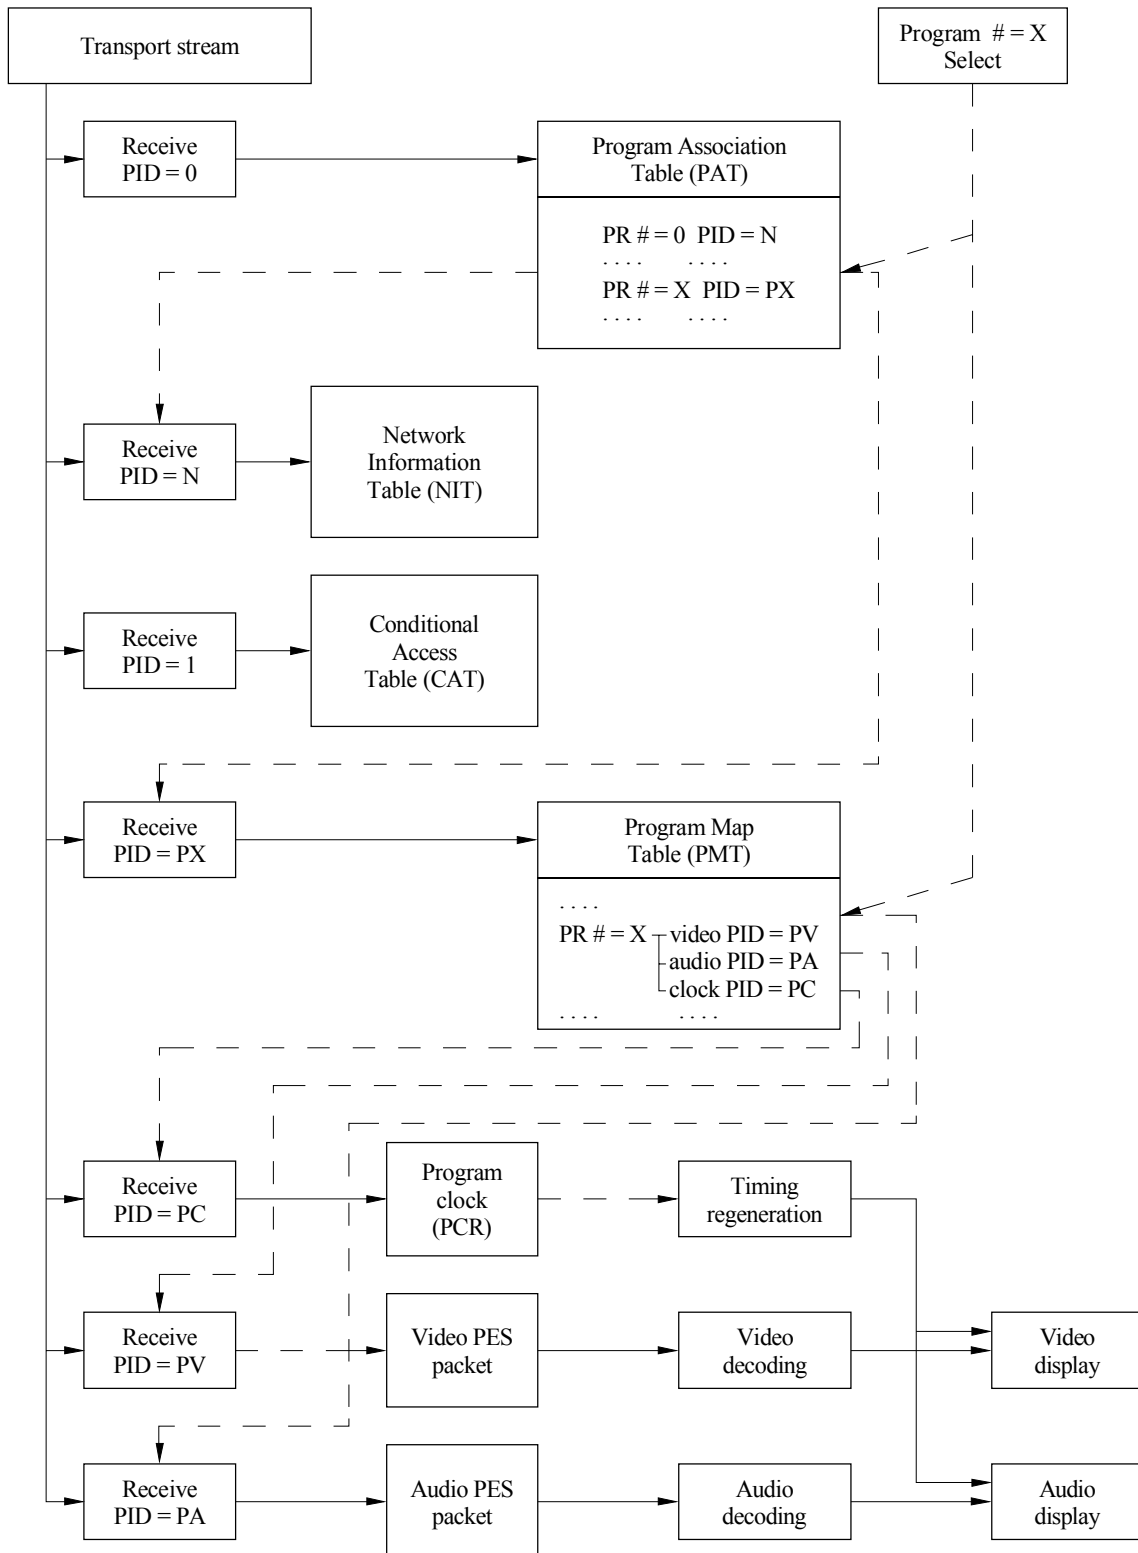 Transport stream
Program # = X
Select
Receive
PID = 0
Program Association
Table (PAT)
PR # = 0 PID = N
. . . . . . . .
PR # = X PID = PX
. . . . . . . .
Receive
PID = N
Network
Information
Table (NIT)
Receive
PID = 1
Conditional
Access
Table (CAT)
Receive
PID = PX
Program Map
Table (PMT)
. . . .
PR # = X video PID = PV
audio PID = PA
clock PID = PC
. . . . . . . .
Receive
PID = PC
Program
clock
(PCR)
Timing
regeneration
Receive
PID = PV
Video PES
packet
Video
decoding
Video
display
Receive
PID = PA
Audio PES
packet
Audio
decoding
Audio
display